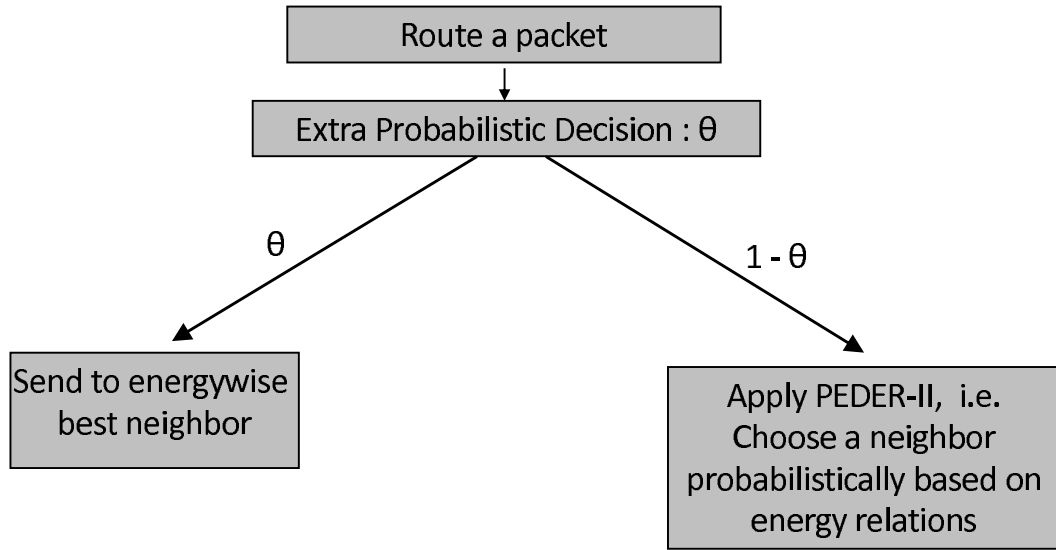 Route a packet
Extra Probabilistic Decision : θ
θ
1 - θ
Send to energywise
best neighbor
Apply PEDER-II, i.e.
Choose a neighbor
probabilistically based on
energy relations